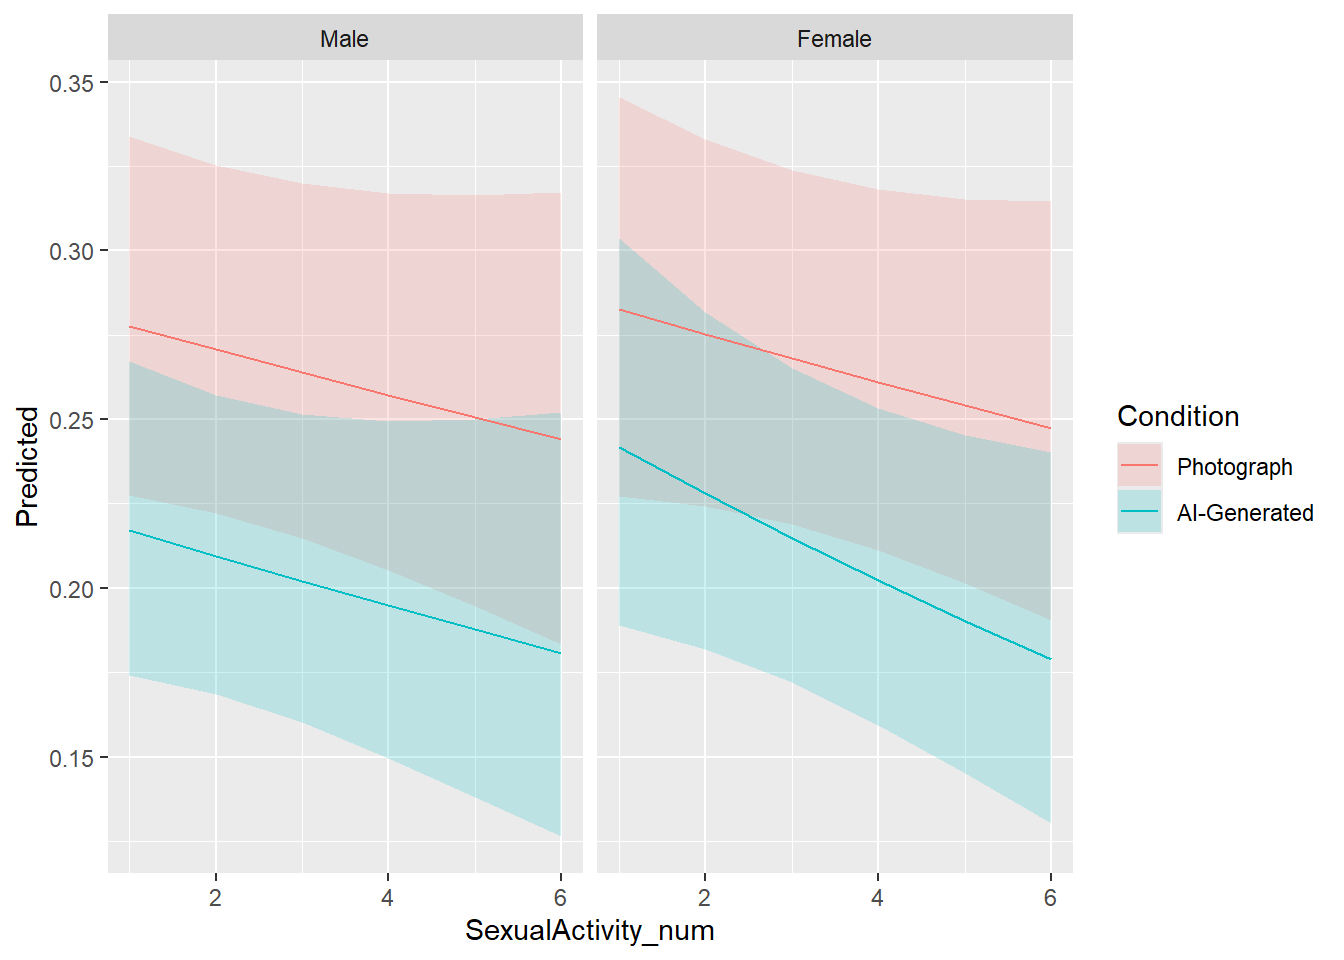 Male
Female
0.35
0.30
0.25
0.20
0.15
Predicted
2
4
6
2
4
6
SexualActivity_num
Condition
Photograph
AI-Generated